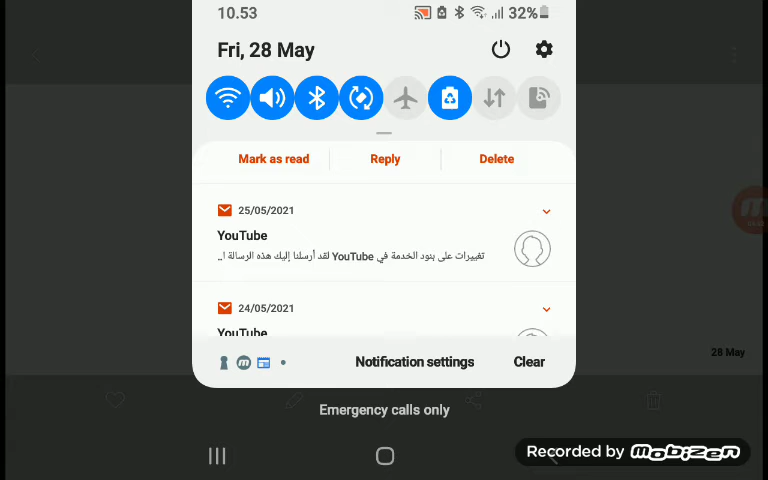 10.53
32%
Fri, 28 May
Mark as read
Reply
Delete
25/05/2021
YouTube
تغييرات على بنود الخدمة في YouTube لقد أرسلنا إليك هذه الرسالة ا...
24/05/2021
YouTube
28 May
Notification settings
Clear
Emergency calls only
Recorded by MOBIZEN